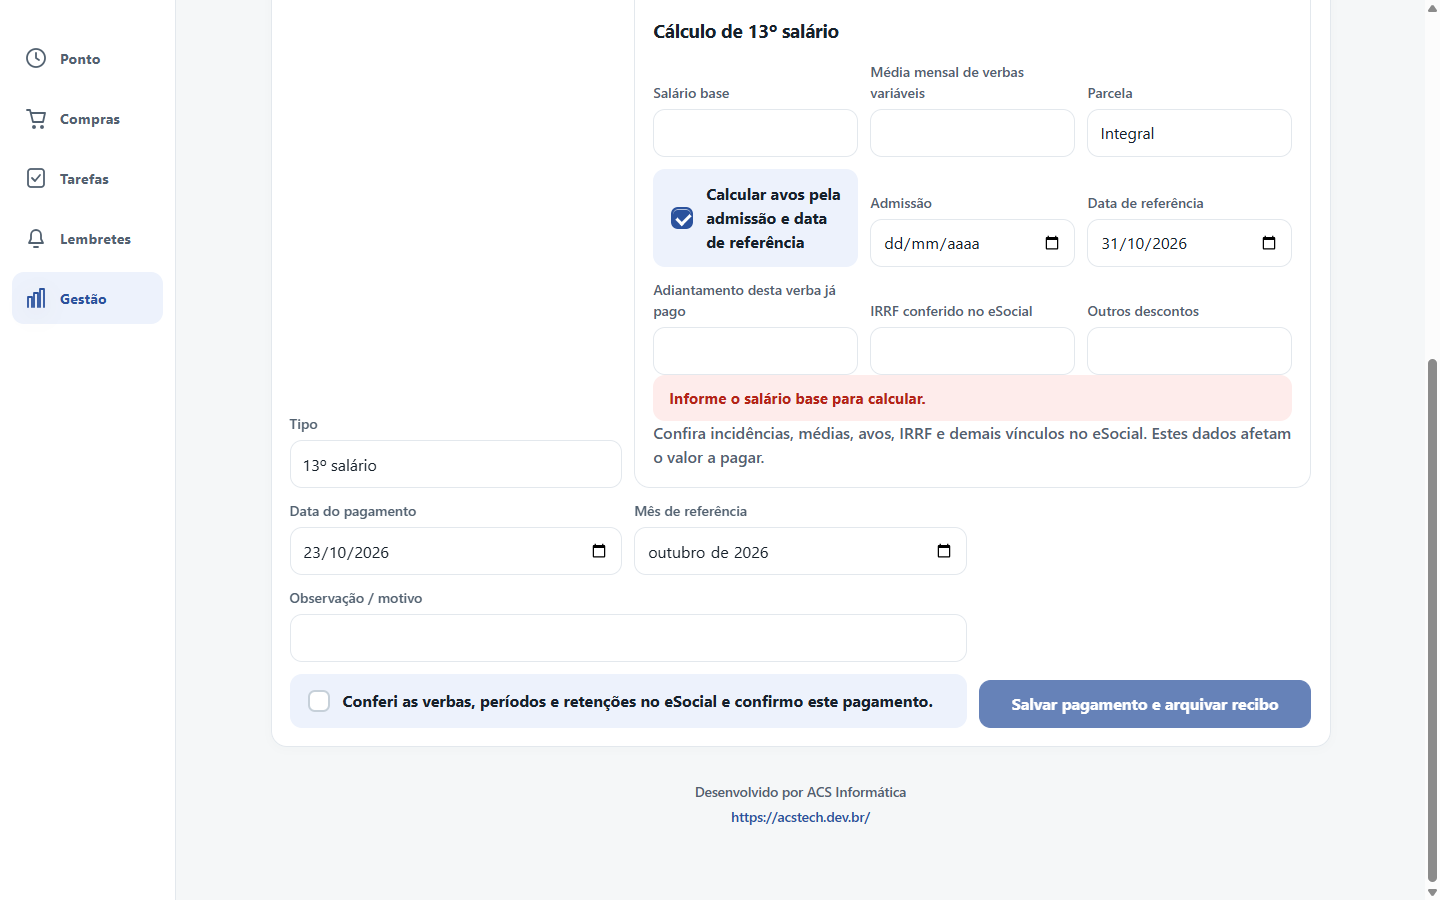 Ponto
Compras
Tarefas
Lembretes
Gestão
Cálculo de 13º salário
Salário base
Média mensal de verbas
variáveis
Parcela
Integral
Calcular avos pela
admissão e data
de referência
Admissão
dd/mm/aaaa
Data de referência
31/10/2026
Adiantamento desta verba já
pago
IRRF conferido no eSocial
Outros descontos
Informe o salário base para calcular.
Confira incidências, médias, avos, IRRF e demais vínculos no eSocial. Estes dados afetam
o valor a pagar.
Tipo
13º salário
Data do pagamento
23/10/2026
Mês de referência
outubro de 2026
Observação / motivo
Conferi as verbas, períodos e retenções no eSocial e confirmo este pagamento.
Salvar pagamento e arquivar recibo
Desenvolvido por ACS Informática
https://acstech.dev.br/